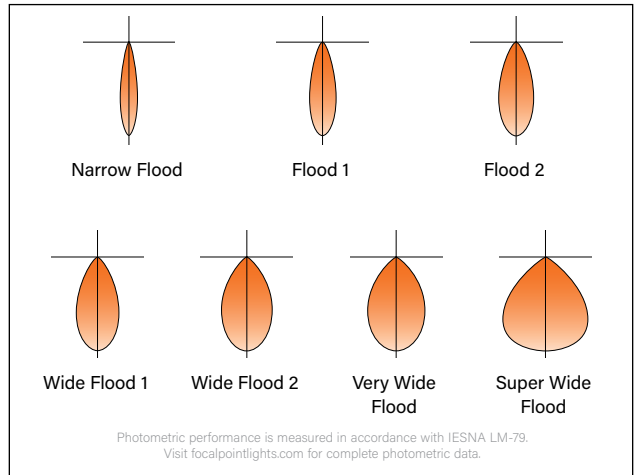 Narrow Flood
Flood 1
Flood 2
Wide Flood 1
Wide Flood 2
Very Wide
Flood
Super Wide
Flood
Photometric performance is measured in accordance with IESNA LM-79.
Visit focalpointlights.com for complete photometric data.